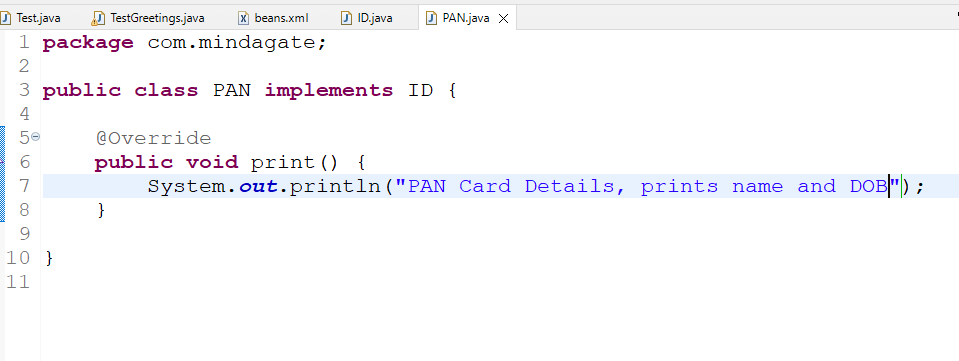 Test.java TestGreetings.java beans.xml ID.java PAN.java
1 package com.mindagate;
2
3 public class PAN implements ID {
4
5 @Override
6 public void print() {
7 System.out.println("PAN Card Details, prints name and DOB");
8 }
9
10 }
11